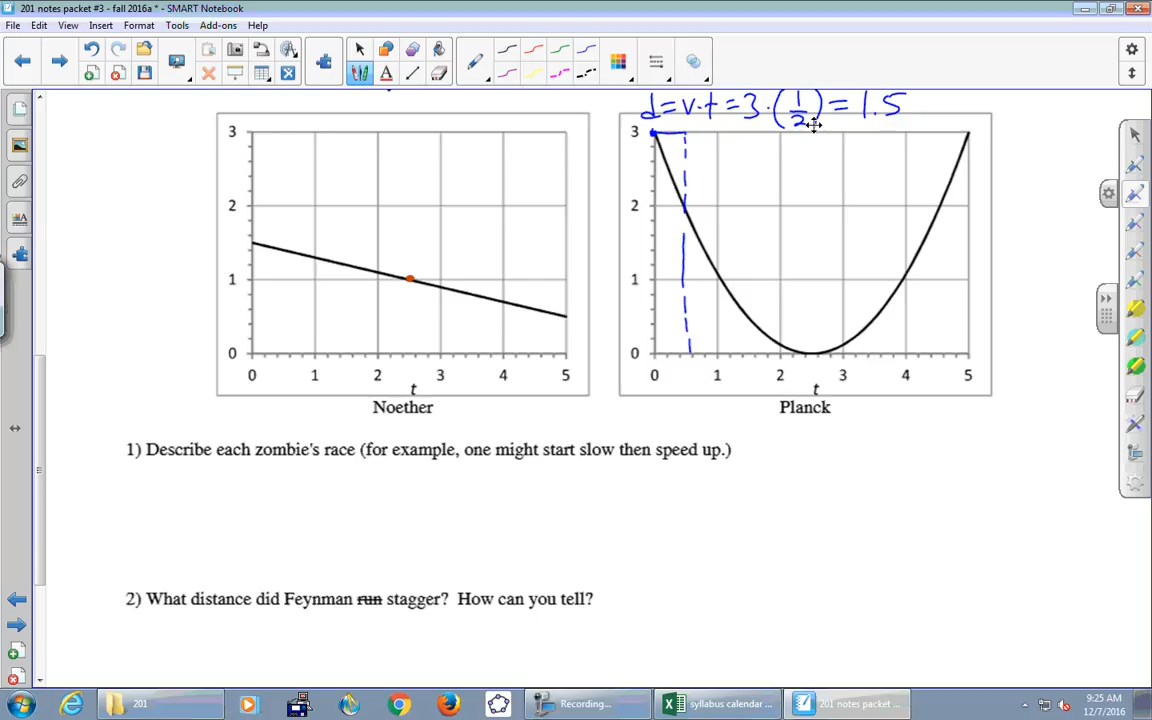 201 notes packet #3 - fall 2016a * - SMART Notebook
File Edit View Insert Format Tools Add-ons Help
d = v·t = 3·(1/2) = 1.5
3
2
1
0
0 1 2 3 4 5
t
Noether
3
2
1
0
0 1 2 3 4 5
t
Planck
1) Describe each zombie's race (for example, one might start slow then speed up.)
2) What distance did Feynman run stagger? How can you tell?
201
Recording...
syllabus calendar ...
201 notes packet ...
9:25 AM
12/7/2016